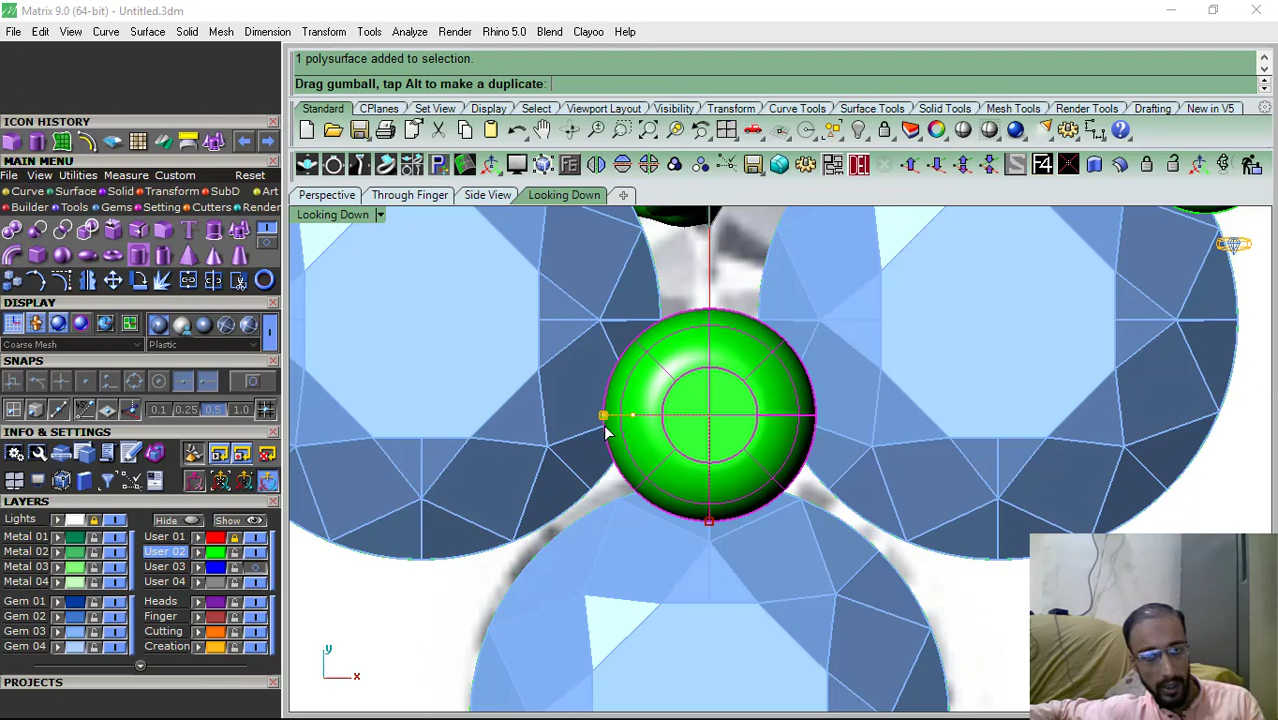 Matrix 9.0 (64-bit) - Untitled.3dm
File Edit View Curve Surface Solid Mesh Dimension Transform Tools Analyze Render Rhino 5.0 Blend Clayoo Help
1 polysurface added to selection.
Drag gumball, tap Alt to make a duplicate:
Standard CPlanes Set View Display Select Viewport Layout Visibility Transform Curve Tools Surface Tools Solid Tools Mesh Tools Render Tools Drafting New in V5
ICON HISTORY
MAIN MENU
File View Utilities Measure Custom Reset
Curve Surface Solid Transform SubD Art
Builder Tools Gems Setting Cutters Render
F4
Perspective Through Finger Side View Looking Down
Looking Down
DISPLAY
Coarse Mesh Plastic
SNAPS
0.1 0.25 0.5 1.0
INFO & SETTINGS
LAYERS
Lights Hide Show
Metal 01 User 01
Metal 02 User 02
Metal 03 User 03
Metal 04 User 04
Gem 01 Heads
Gem 02 Finger
Gem 03 Cutting
Gem 04 Creation
PROJECTS
y
x